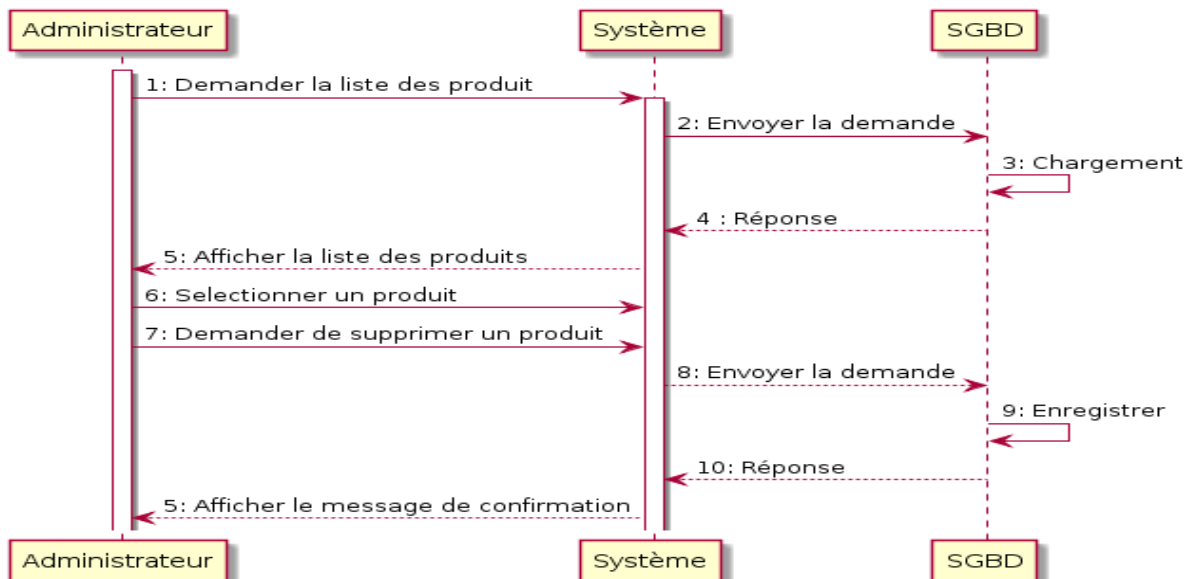 Administrateur
Système
SGBD
1: Demander la liste des produit
2: Envoyer la demande
3: Chargement
4 : Réponse
5: Afficher la liste des produits
6: Selectionner un produit
7: Demander de supprimer un produit
8: Envoyer la demande
9: Enregistrer
10: Réponse
5: Afficher le message de confirmation
Administrateur
Système
SGBD